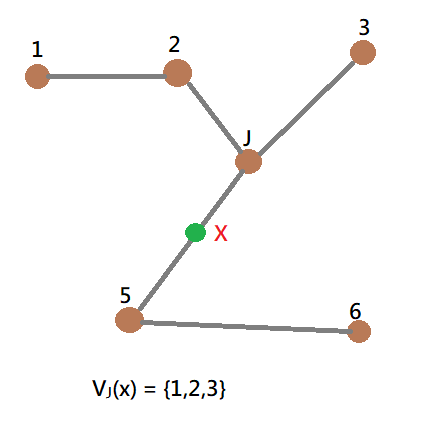 3
1
2
J
X
5
6
VJ(x) = {1,2,3}